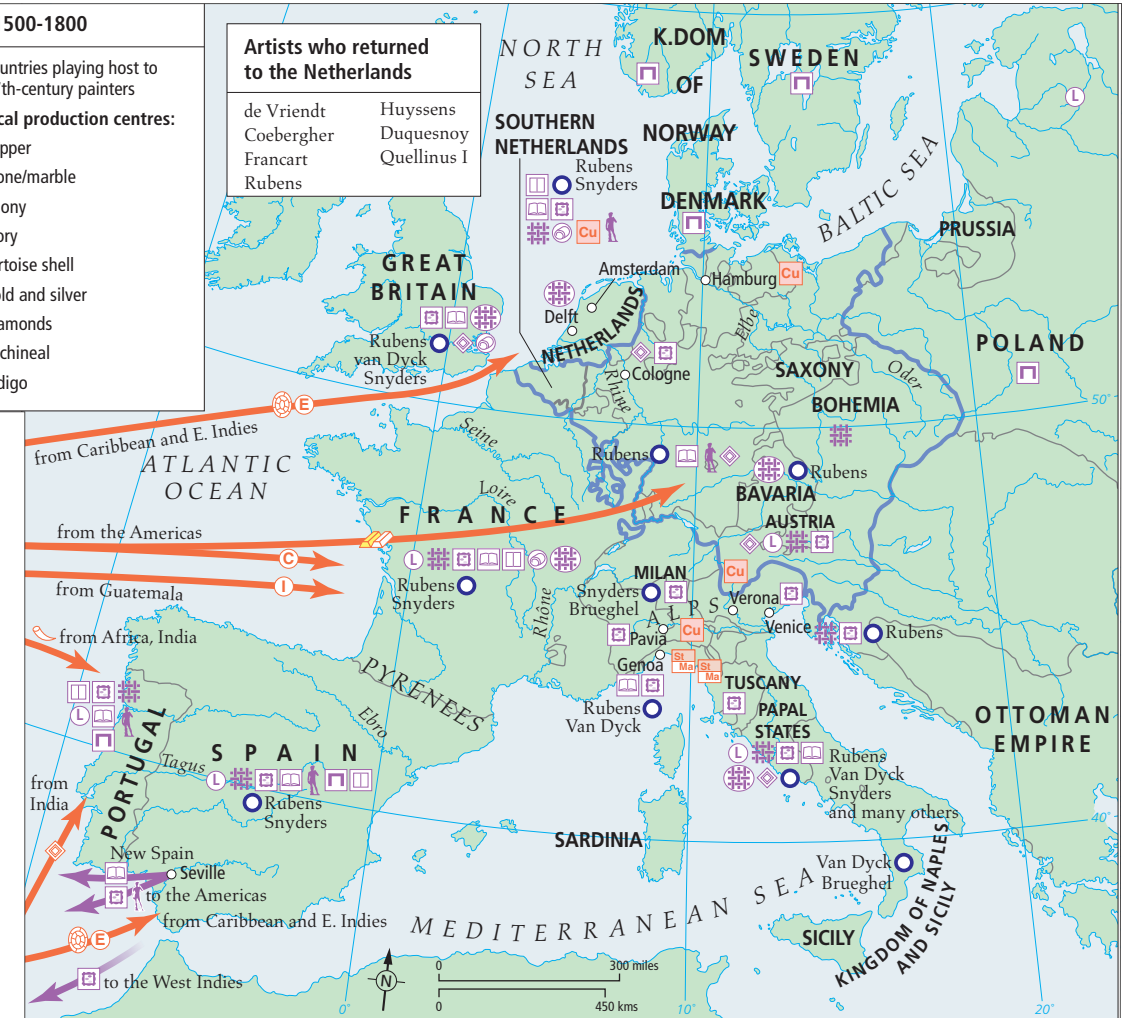 500-1800
untries playing host to
th-century painters
cal production centres:
pper
one/marble
ony
ory
rtoise shell
old and silver
amonds
chineal
digo
Artists who returned
to the Netherlands
de Vriendt
Coebergher
Francart
Rubens
Huyssens
Duquesnoy
Quellinus I
NORTH
SEA
K.DOM
OF
NORWAY
DENMARK
SWEDEN
L
BALTIC SEA
PRUSSIA
SOUTHERN
NETHERLANDS
Rubens
Snyders
Cu
GREAT
BRITAIN
Rubens
van Dyck
Snyders
Amsterdam
Delft
NETHERLANDS
Hamburg
Cu
Elbe
Cologne
Rhine
SAXONY
Oder
POLAND
BOHEMIA
50°
E
from Caribbean and E. Indies
ATLANTIC
OCEAN
Seine
Loire
Rubens
Rubens
BAVARIA
FRANCE
from the Americas
C
AUSTRIA
L
L
I
from Guatemala
Rubens
Snyders
Rhône
Cu
MILAN
Snyders
Brueghel
ALPS
Verona
Venice
Rubens
Pavia
Cu
Genoa
St
Ma
St
Ma
from Africa, India
PYRENEES
Ebro
Rubens
Van Dyck
TUSCANY
PAPAL
STATES
L
Rubens
Van Dyck
Snyders
and many others
OTTOMAN
EMPIRE
L
PORTUGAL
Tagus
SPAIN
L
Rubens
Snyders
from
India
SARDINIA
40°
New Spain
Seville
to the Americas
from Caribbean and E. Indies
E
Van Dyck
Brueghel
MEDITERRANEAN SEA
SICILY
KINGDOM OF NAPLES
AND SICILY
to the West Indies
N
0
300 miles
0
450 kms
0°
10°
20°